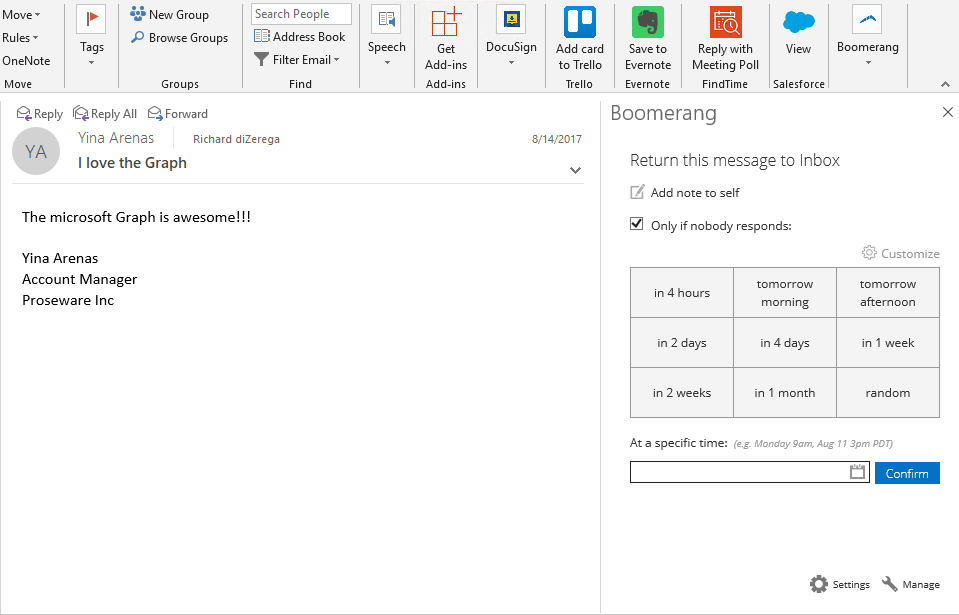 Move
Rules
OneNote
Move
Tags
New Group
Browse Groups
Groups
Search People
Address Book
Filter Email
Find
Speech
Get
Add-ins
Add-ins
DocuSign
Add card
to Trello
Trello
Save to
Evernote
Evernote
Reply with
Meeting Poll
FindTime
View
Salesforce
Boomerang
Reply Reply All Forward
YA
Yina Arenas Richard diZerega 8/14/2017
I love the Graph
The microsoft Graph is awesome!!!
Yina Arenas
Account Manager
Proseware Inc
Boomerang
Return this message to Inbox
Add note to self
Only if nobody responds:
Customize
in 4 hours
tomorrow
morning
tomorrow
afternoon
in 2 days in 4 days in 1 week
in 2 weeks in 1 month random
At a specific time: (e.g. Monday 9am, Aug 11 3pm PDT)
Confirm
Settings Manage